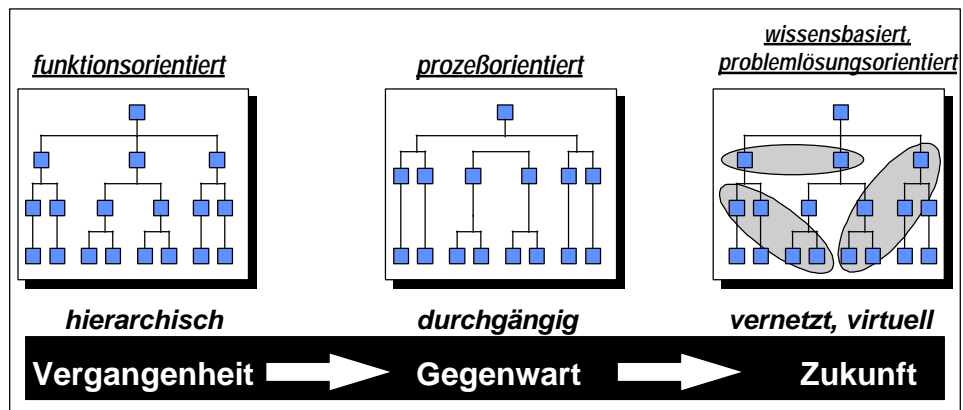 funktionsorientiert
prozeßorientiert
wissensbasiert,
problemlösungsorientiert
hierarchisch
durchgängig
vernetzt, virtuell
Vergangenheit
Gegenwart
Zukunft